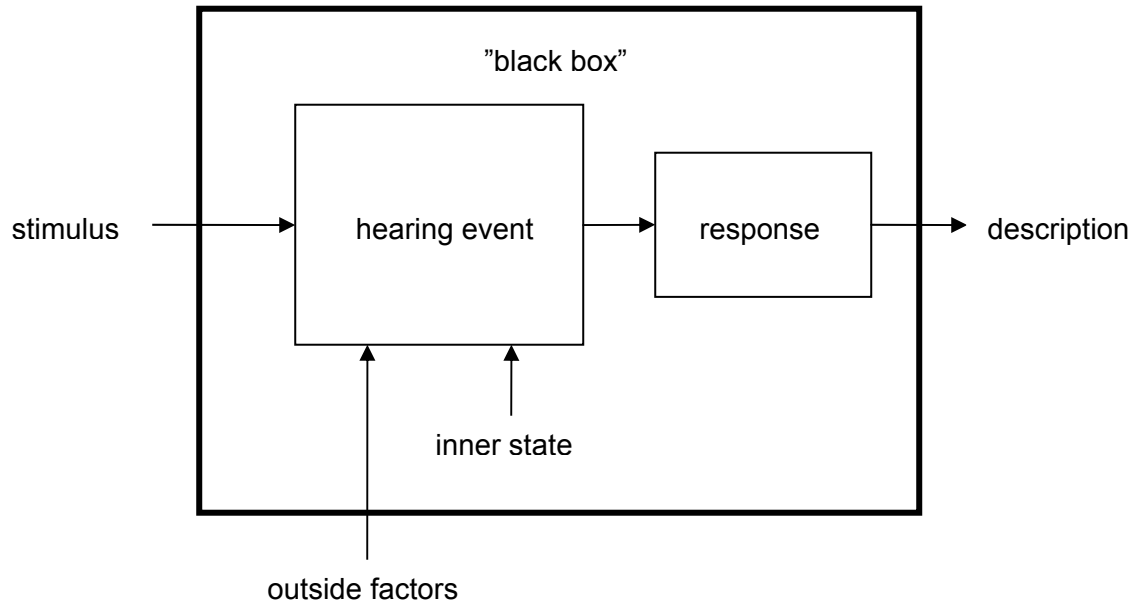 ”black box”
stimulus
hearing event
response
description
inner state
outside factors